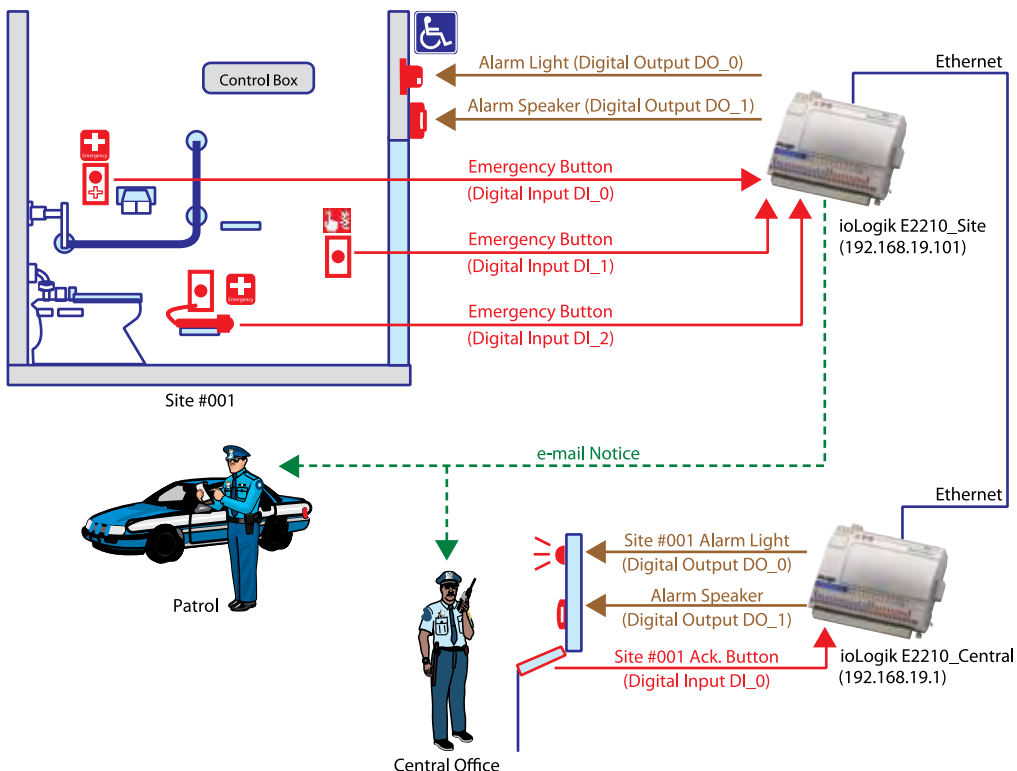 Control Box
Emergency
Alarm Light (Digital Output DO_0)
Alarm Speaker (Digital Output DO_1)
Ethernet
Emergency Button
(Digital Input DI_0)
ioLogik E2210_Site
(192.168.19.101)
Emergency Button
(Digital Input DI_1)
Emergency
Emergency Button
(Digital Input DI_2)
Site #001
e-mail Notice
Ethernet
Patrol
Site #001 Alarm Light
(Digital Output DO_0)
Alarm Speaker
(Digital Output DO_1)
Site #001 Ack. Button
(Digital Input DI_0)
ioLogik E2210_Central
(192.168.19.1)
Central Office